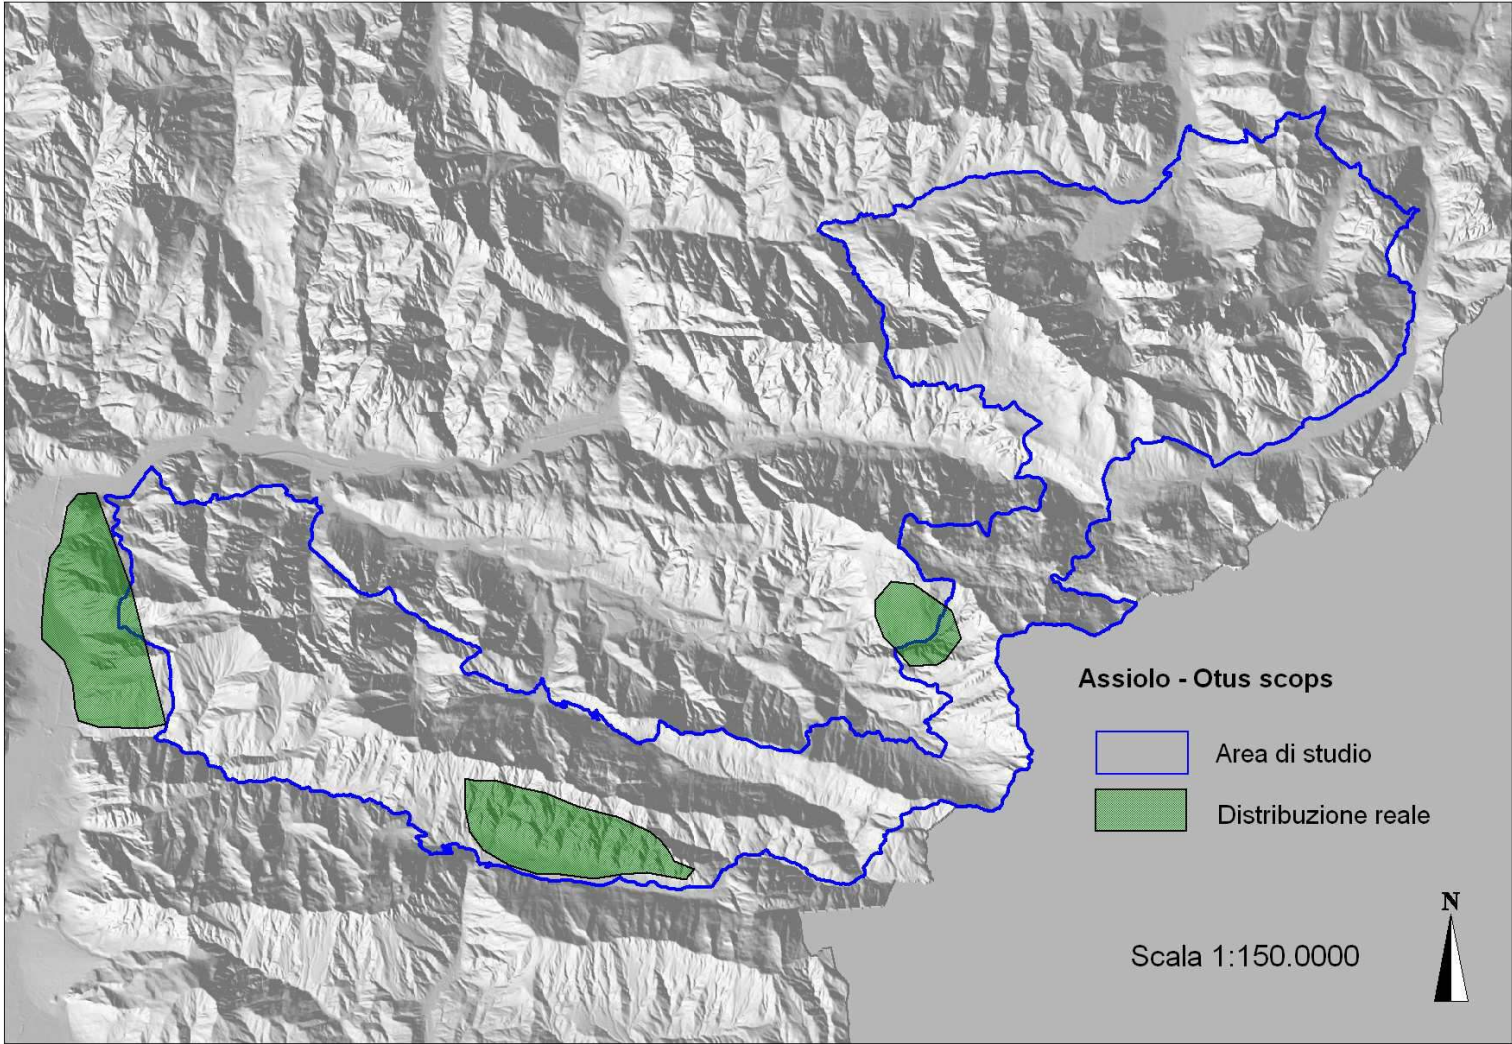 Assiolo - Otus scops
Area di studio
Distribuzione reale
N
Scala 1:150.0000